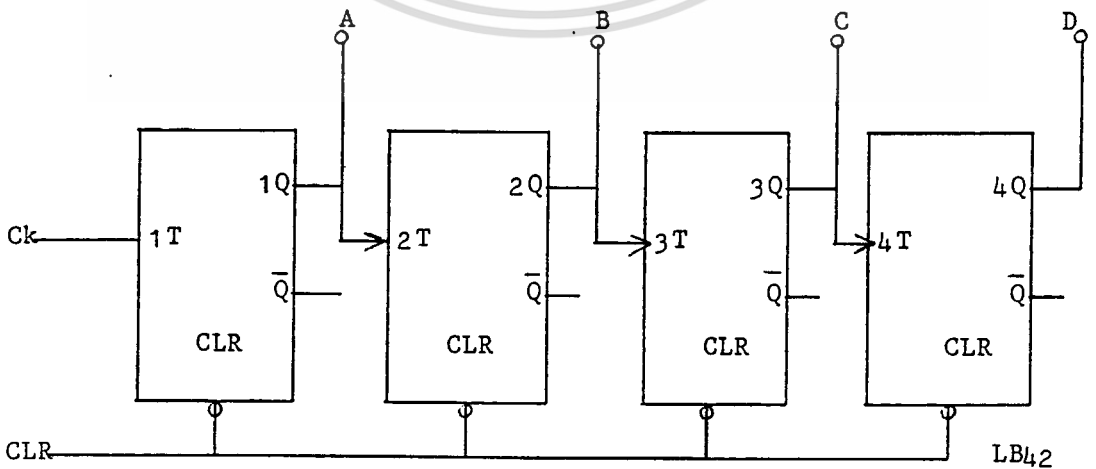 A B C D
1Q 2Q 3Q 4Q
Ck 1T 2T 3T 4T
Q̅ Q̅ Q̅ Q̅
CLR CLR CLR CLR
CLR LB42